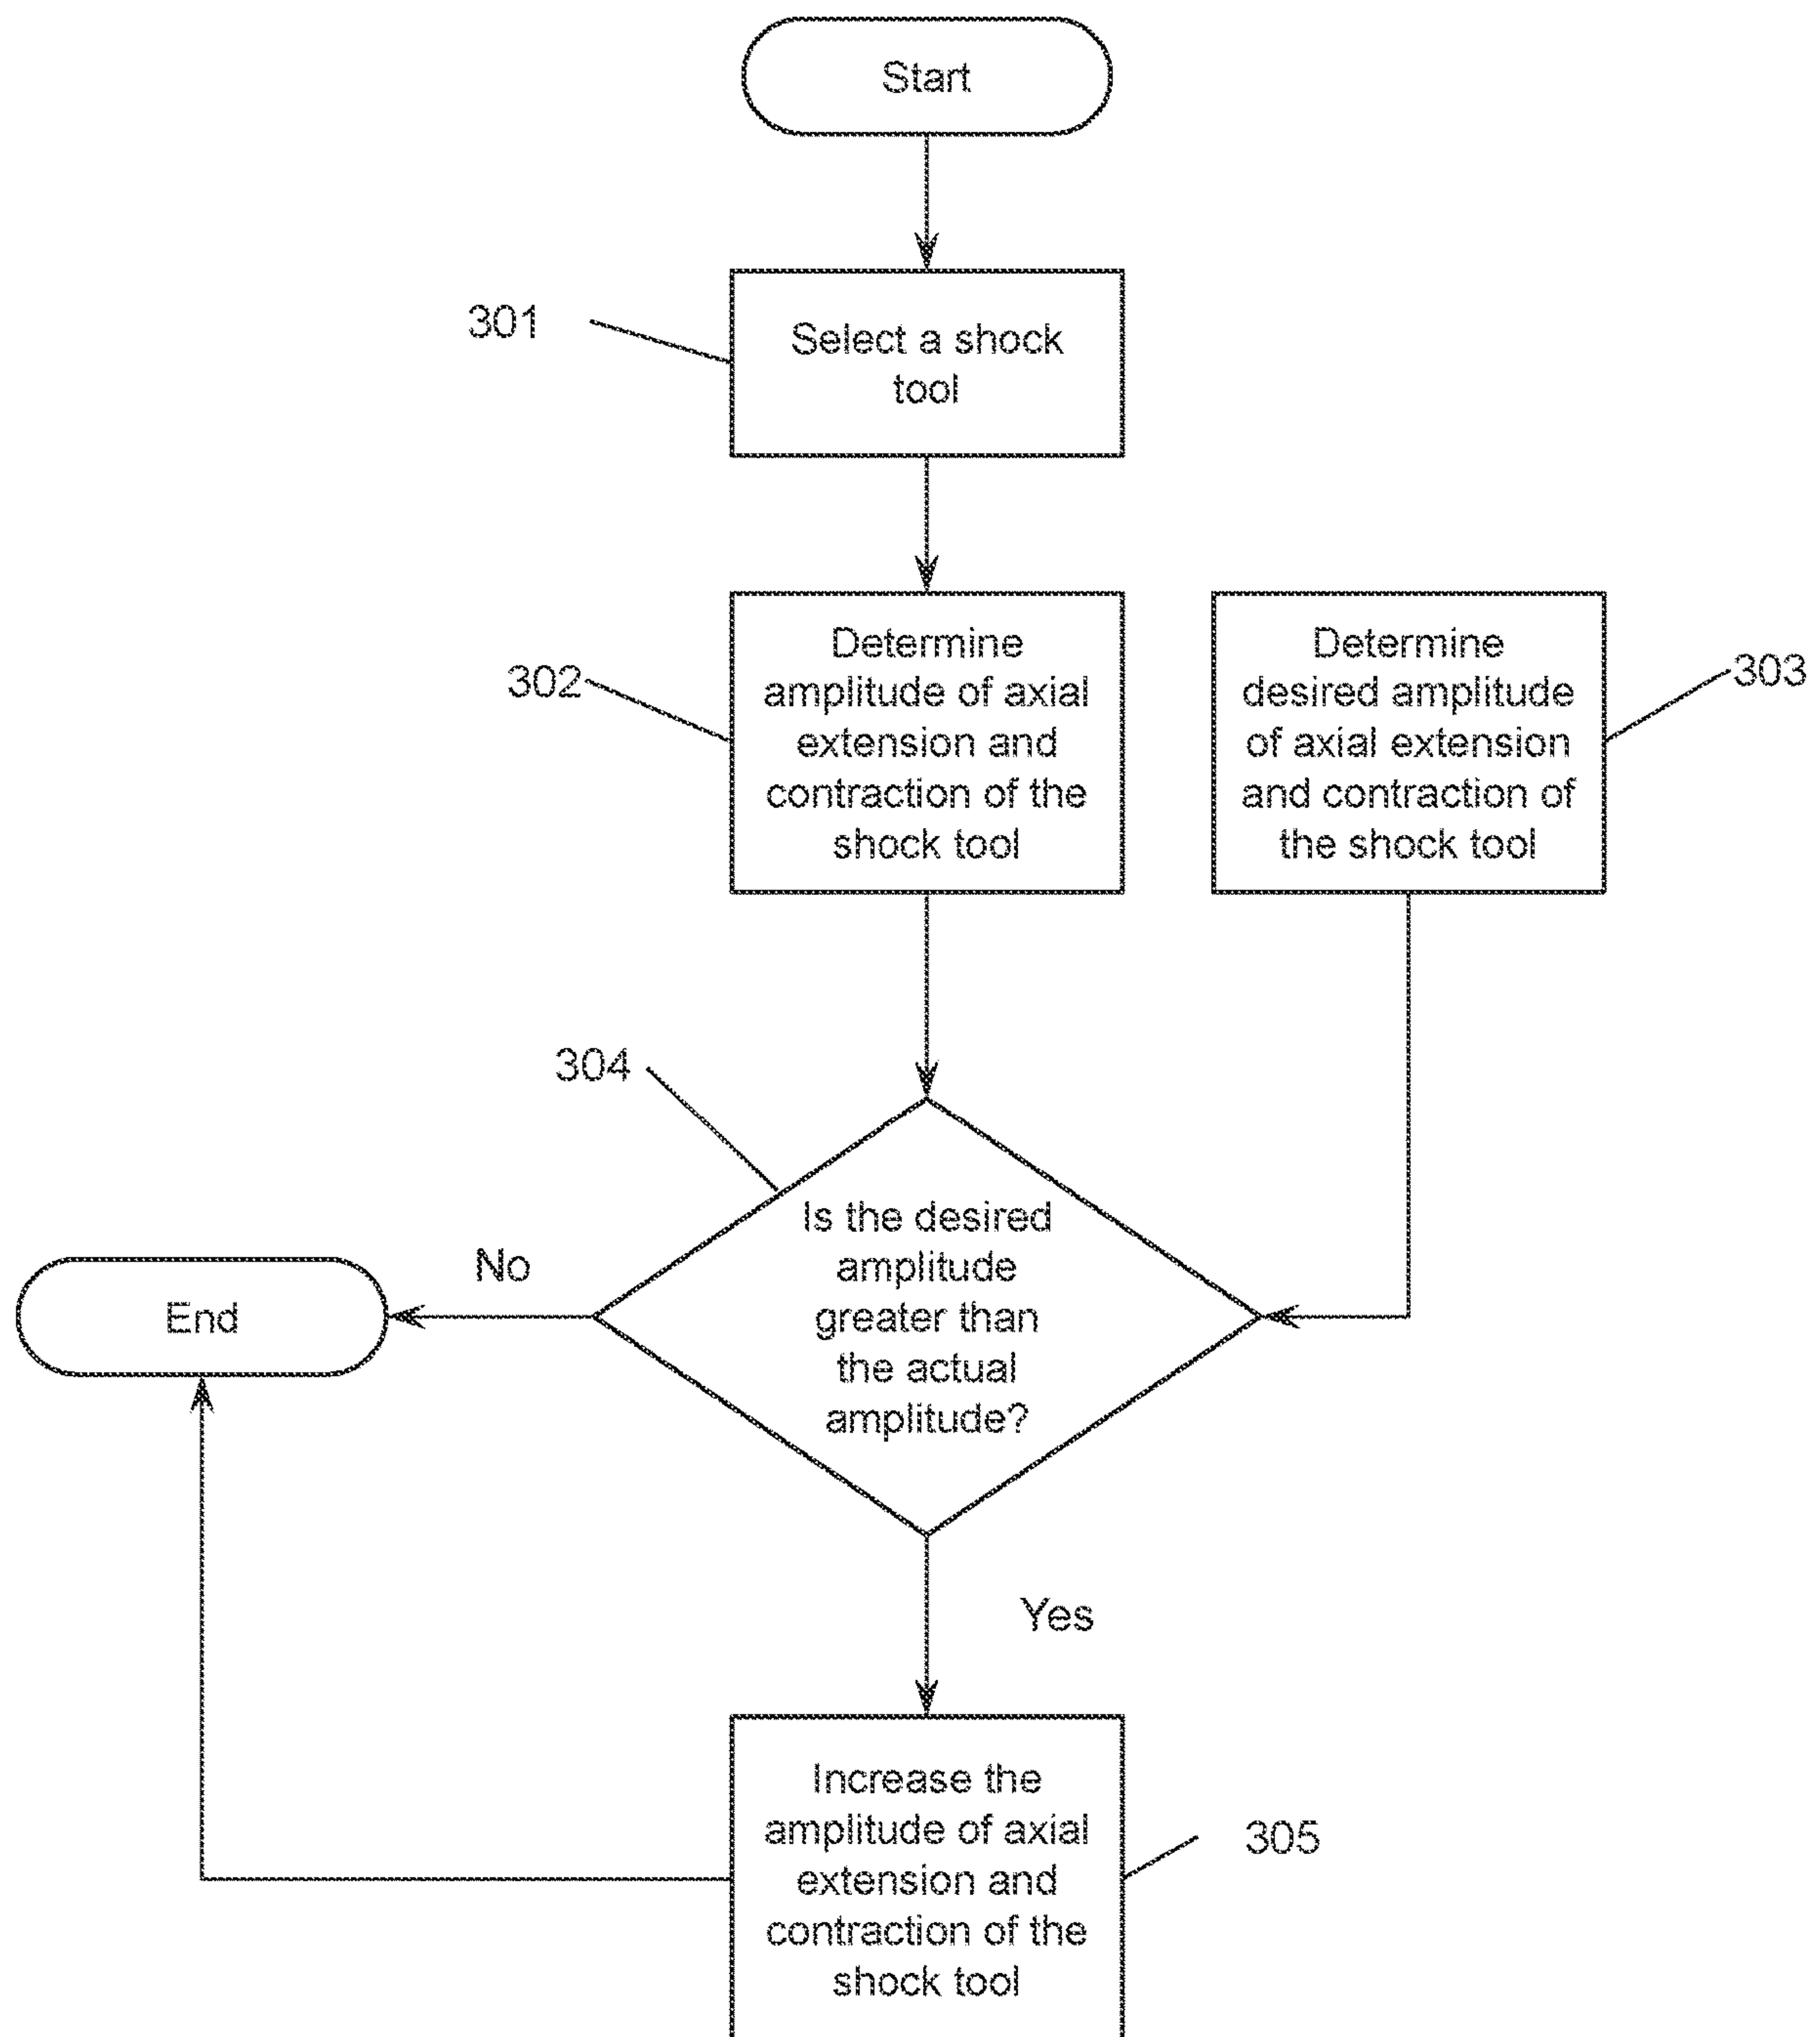 Start
301
Select a shock
tool
302
Determine
amplitude of axial
extension and
contraction of the
shock tool
Determine
desired amplitude
of axial extension
and contraction of
the shock tool
303
304
Is the desired
amplitude
greater than
the actual
amplitude?
No
End
Yes
Increase the
amplitude of axial
extension and
contraction of the
shock tool
305